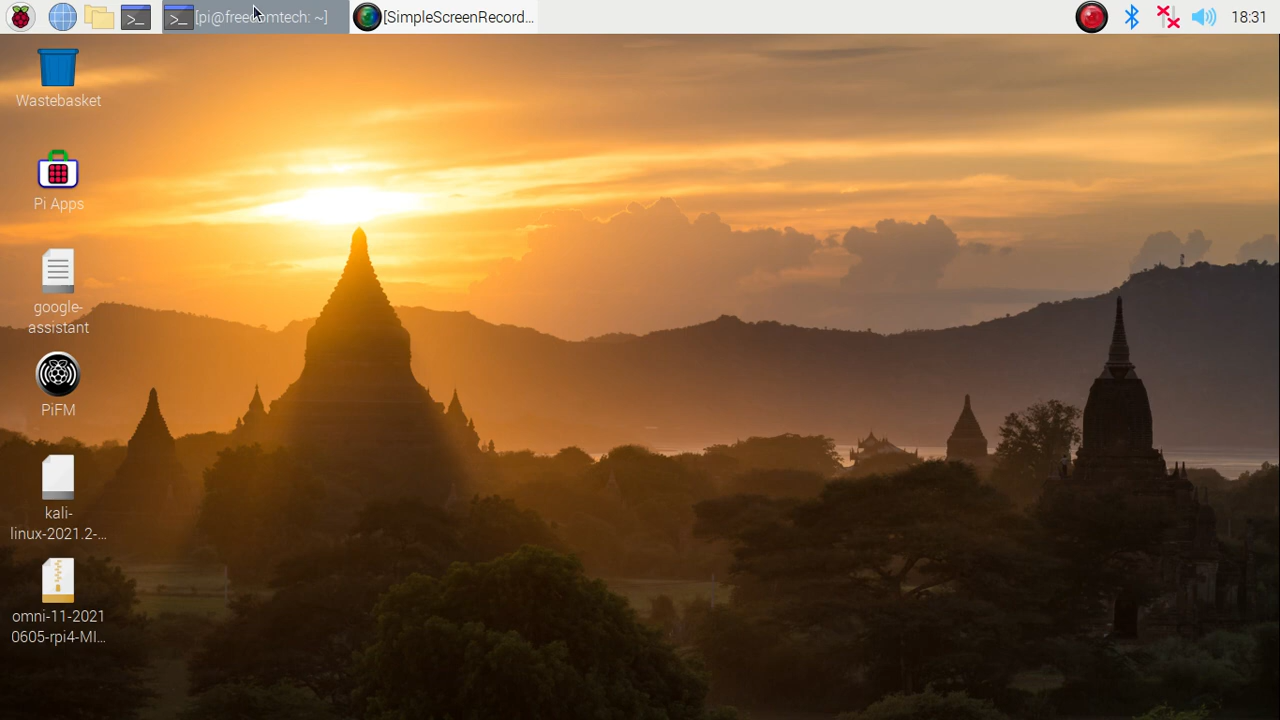 [pi@freedomtech: ~]
[SimpleScreenRecord...
18:31
Wastebasket
Pi Apps
google-
assistant
PiFM
kali-
linux-2021.2-...
omni-11-2021
0605-rpi4-MI...